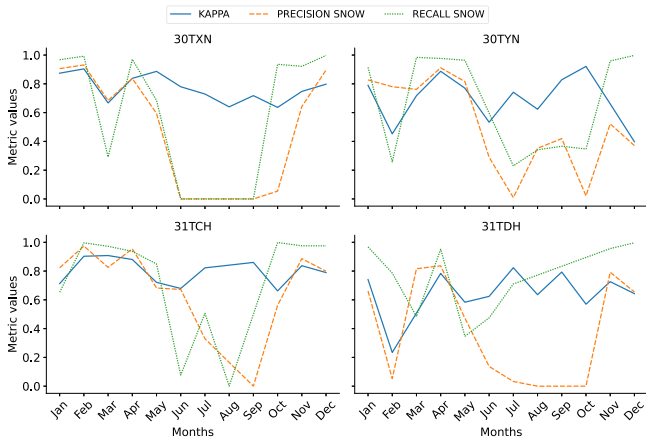 KAPPA PRECISION SNOW RECALL SNOW
30TXN 30TYN
Metric values
1.0
0.8
0.6
0.4
0.2
0.0
31TCH 31TDH
Metric values
1.0
0.8
0.6
0.4
0.2
0.0
Jan Feb Mar Apr May Jun Jul Aug Sep Oct Nov Dec Jan Feb Mar Apr May Jun Jul Aug Sep Oct Nov Dec
Months Months